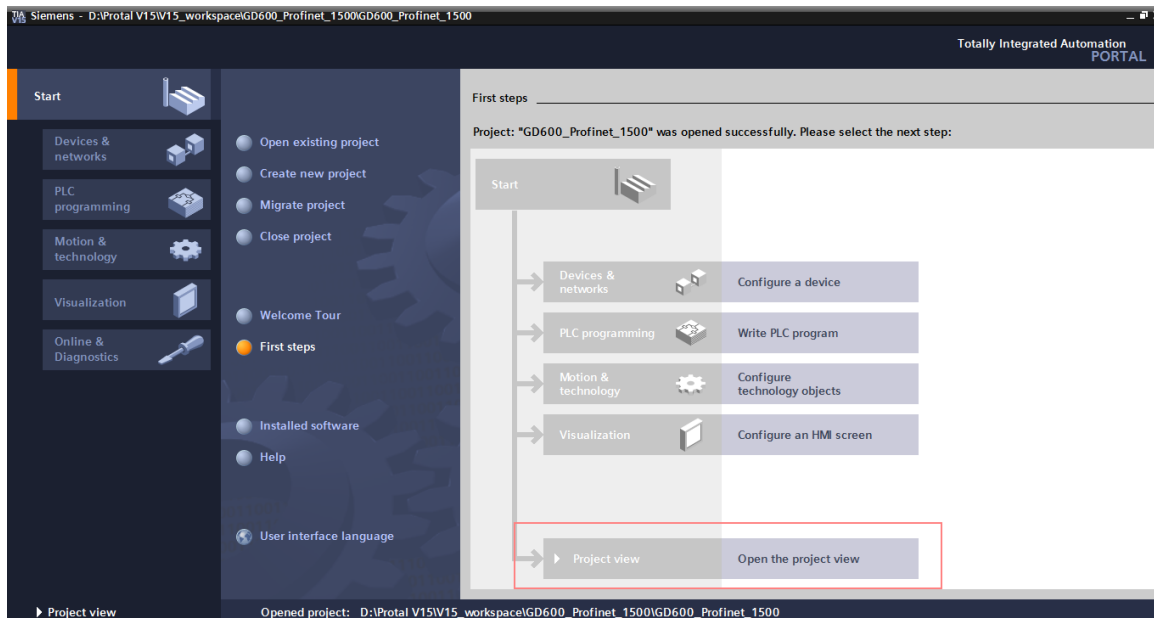 Siemens - D:\Protal V15\V15_workspace\GD600_Profinet_1500\GD600_Profinet_1500
Totally Integrated Automation
PORTAL
Start
Devices &
networks
PLC
programming
Motion &
technology
Visualization
Online &
Diagnostics
Open existing project
Create new project
Migrate project
Close project
Welcome Tour
First steps
Installed software
Help
User interface language
First steps
Project: "GD600_Profinet_1500" was opened successfully. Please select the next step:
Start
Devices &
networks
Configure a device
PLC programming
Write PLC program
Motion &
technology
Configure
technology objects
Visualization
Configure an HMI screen
Project view
Open the project view
Project view
Opened project: D:\Protal V15\V15_workspace\GD600_Profinet_1500\GD600_Profinet_1500